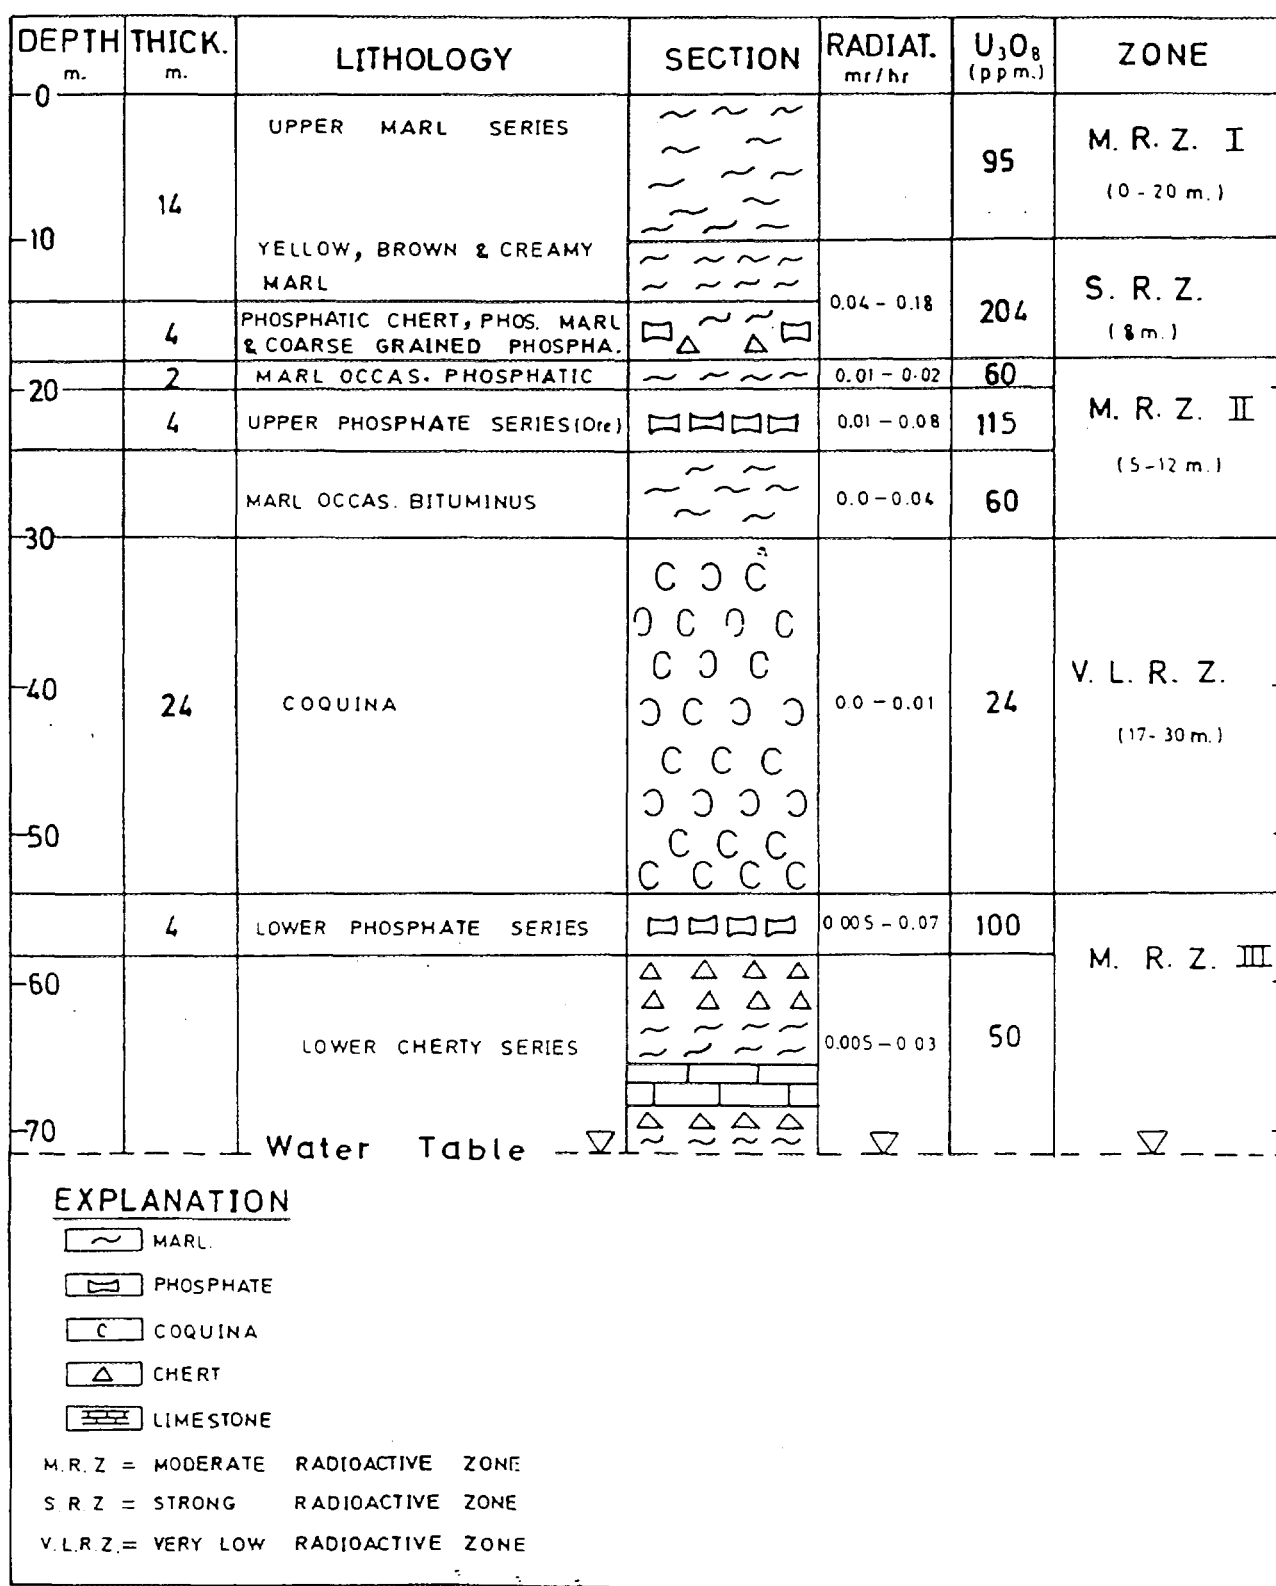 DEPTH THICK. LITHOLOGY SECTION RADIAT. U₃O₈ ZONE
m. m. mr/hr (ppm.)
0
UPPER MARL SERIES
95
M. R. Z. I
(0-20 m.)
14
10
YELLOW, BROWN & CREAMY
MARL
0.04 - 0.18
204
S. R. Z.
(8 m.)
4
PHOSPHATIC CHERT, PHOS. MARL
& COARSE GRAINED PHOSPHA.
2 MARL OCCAS. PHOSPHATIC 0.01 - 0.02 60
20
4 UPPER PHOSPHATE SERIES (Ore) 0.01 - 0.08 115
M. R. Z. II
(5-12 m.)
MARL OCCAS. BITUMINUS 0.0 - 0.04 60
30
40
24 COQUINA 0.0 - 0.01 24
V. L. R. Z.
(17-30 m.)
50
4 LOWER PHOSPHATE SERIES 0.005 - 0.07 100
M. R. Z. III
60
LOWER CHERTY SERIES 0.005 - 0.03 50
70
Water Table
EXPLANATION
MARL.
PHOSPHATE
C COQUINA
CHERT
LIMESTONE
M.R.Z = MODERATE RADIOACTIVE ZONE
S R Z = STRONG RADIOACTIVE ZONE
V.L.R.Z.= VERY LOW RADIOACTIVE ZONE